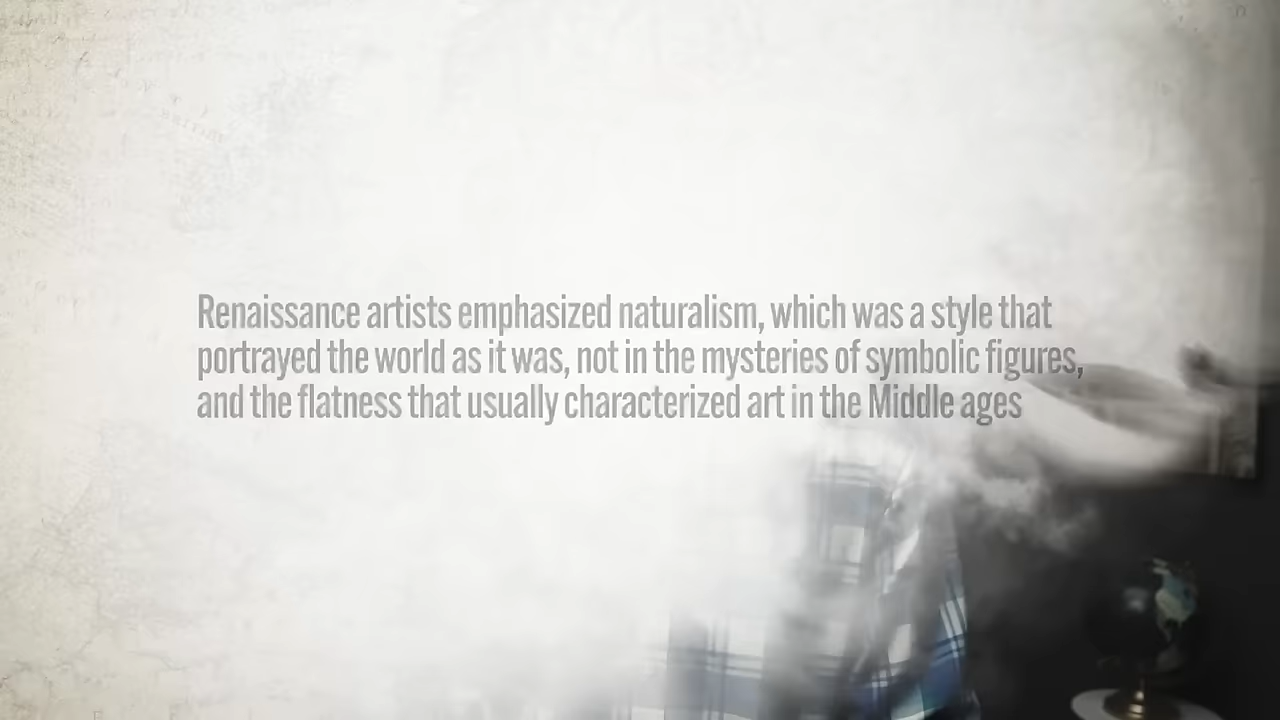 Renaissance artists emphasized naturalism, which was a style that
portrayed the world as it was, not in the mysteries of symbolic figures,
and the flatness that usually characterized art in the Middle ages